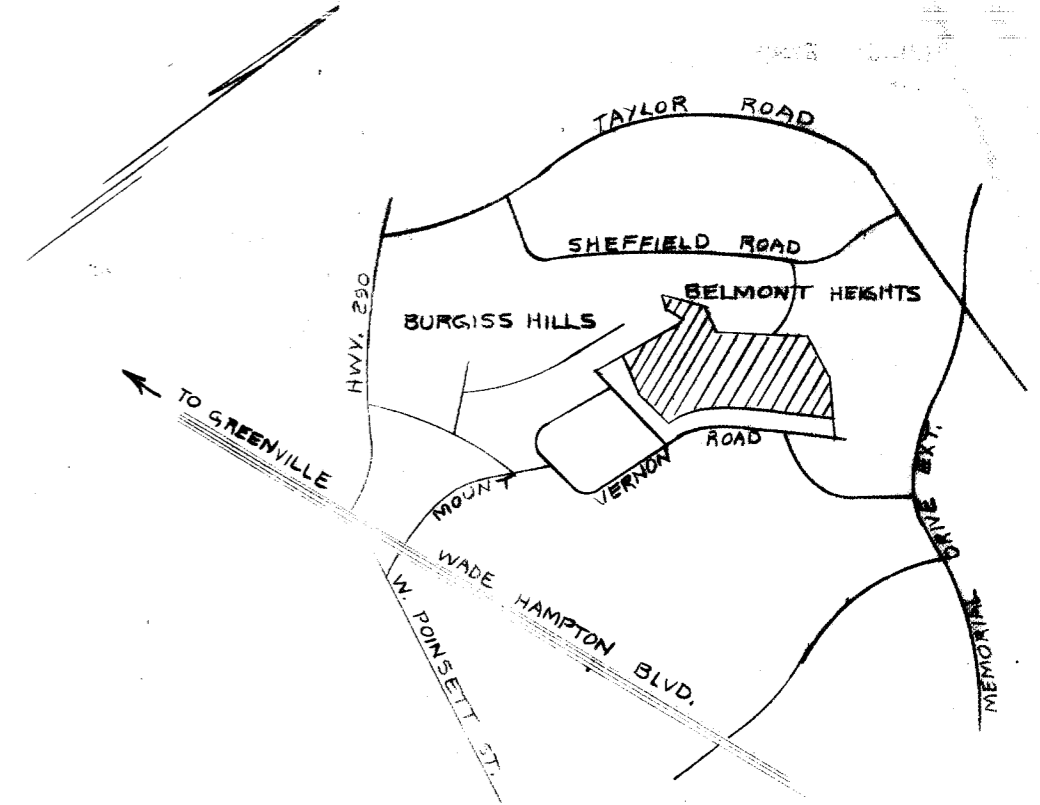 TAYLOR ROAD
SHEFFIELD ROAD
BELMONT HEIGHTS
BURGISS HILLS
HWY. 290
TO GREENVILLE
ROAD
MOUNT VERNON
DRIVE EXT.
MEMORIAL
WADE HAMPTON BLVD.
W. POINSETT ST.